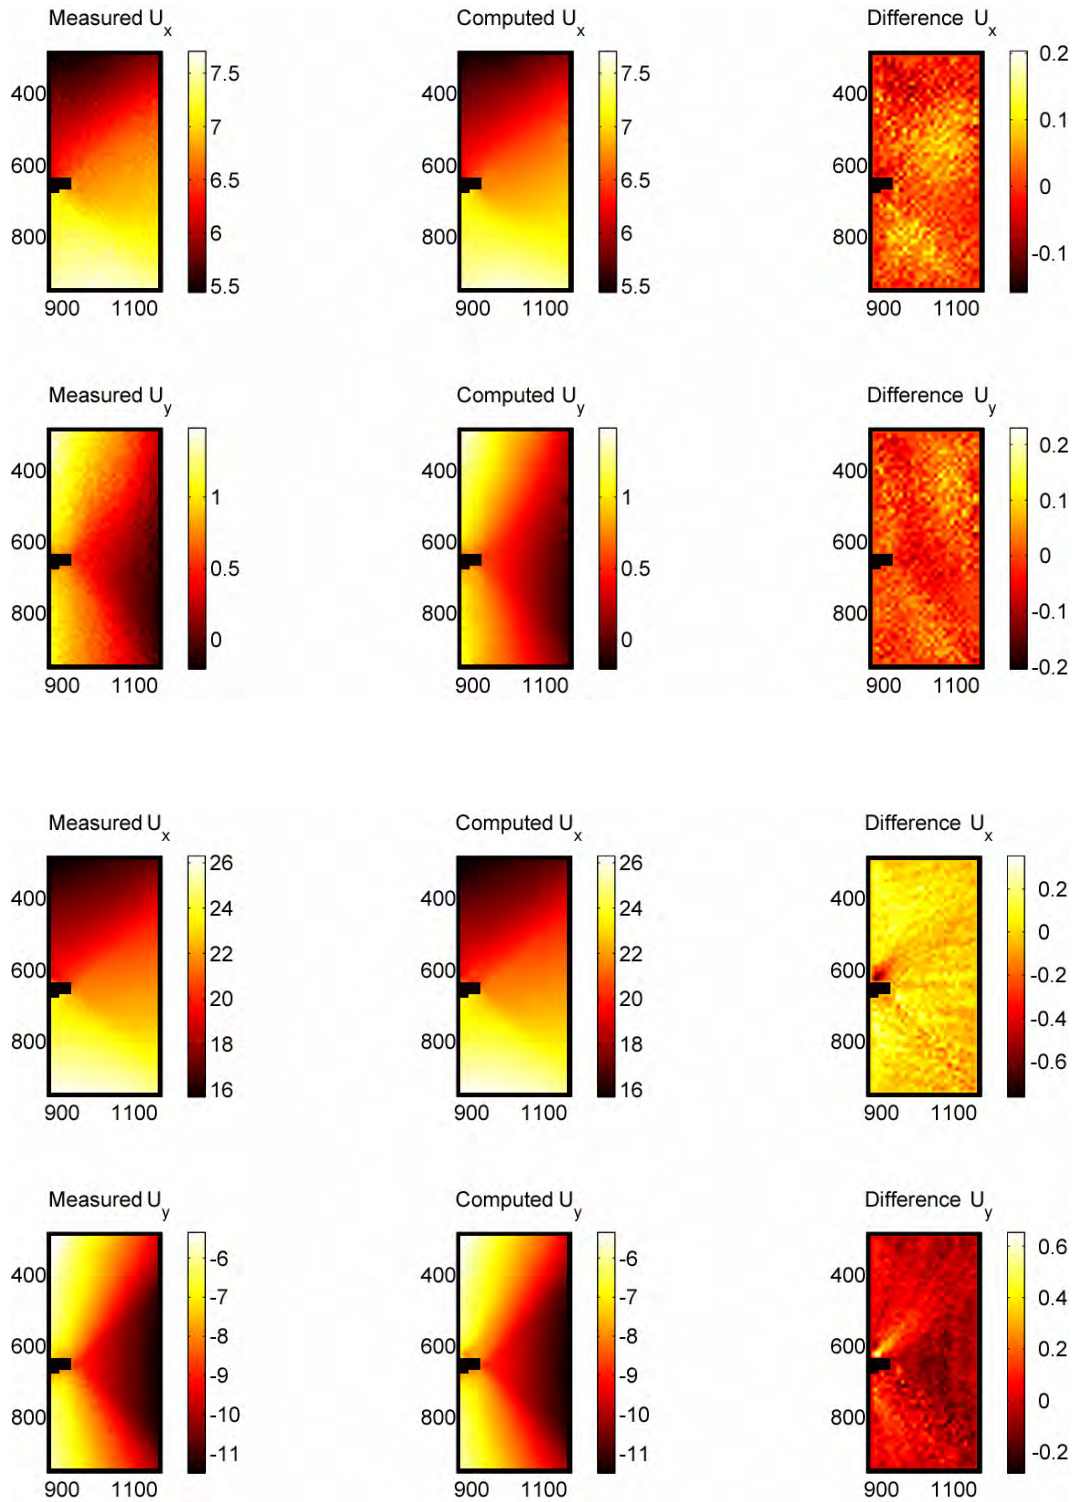 Measured Ux Computed Ux Difference Ux
400 600 800 900 1100 7.5 7 6.5 6 5.5
400 600 800 900 1100 7.5 7 6.5 6 5.5
400 600 800 900 1100 0.2 0.1 0 -0.1
Measured Uy Computed Uy Difference Uy
400 600 800 900 1100 1 0.5 0
400 600 800 900 1100 1 0.5 0
400 600 800 900 1100 0.2 0.1 0 -0.1 -0.2
Measured Ux Computed Ux Difference Ux
400 600 800 900 1100 26 24 22 20 18 16
400 600 800 900 1100 26 24 22 20 18 16
400 600 800 900 1100 0.2 0 -0.2 -0.4 -0.6
Measured Uy Computed Uy Difference Uy
400 600 800 900 1100 -6 -7 -8 -9 -10 -11
400 600 800 900 1100 -6 -7 -8 -9 -10 -11
400 600 800 900 1100 0.6 0.4 0.2 0 -0.2